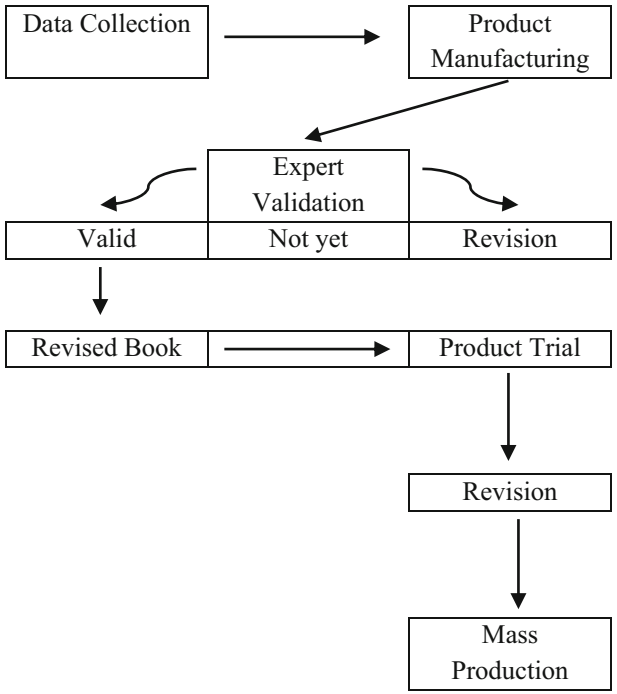 Data Collection
Product
Manufacturing
Expert
Validation
Valid
Not yet
Revision
Revised Book
Product Trial
Revision
Mass
Production